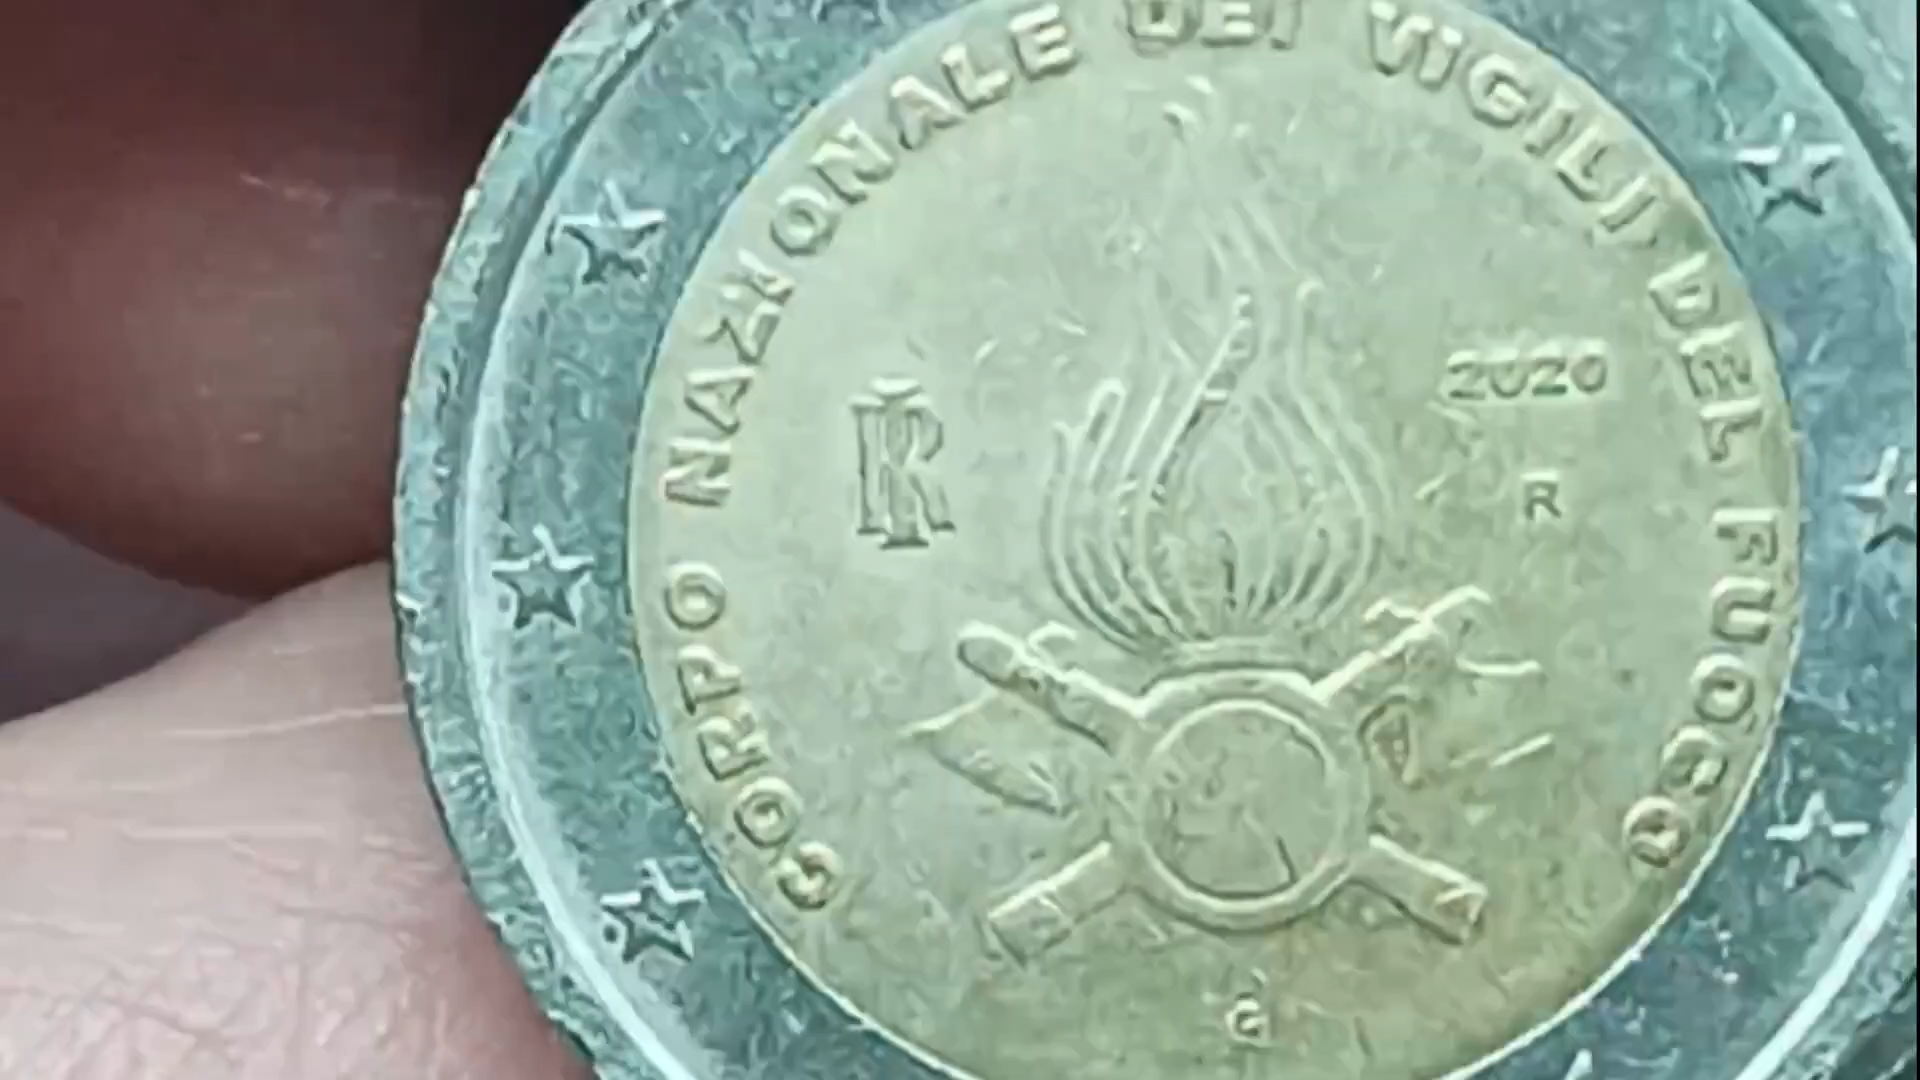 CORPO NAZIONALE DEI VIGILI DEL FUOCO
RI
2020
R